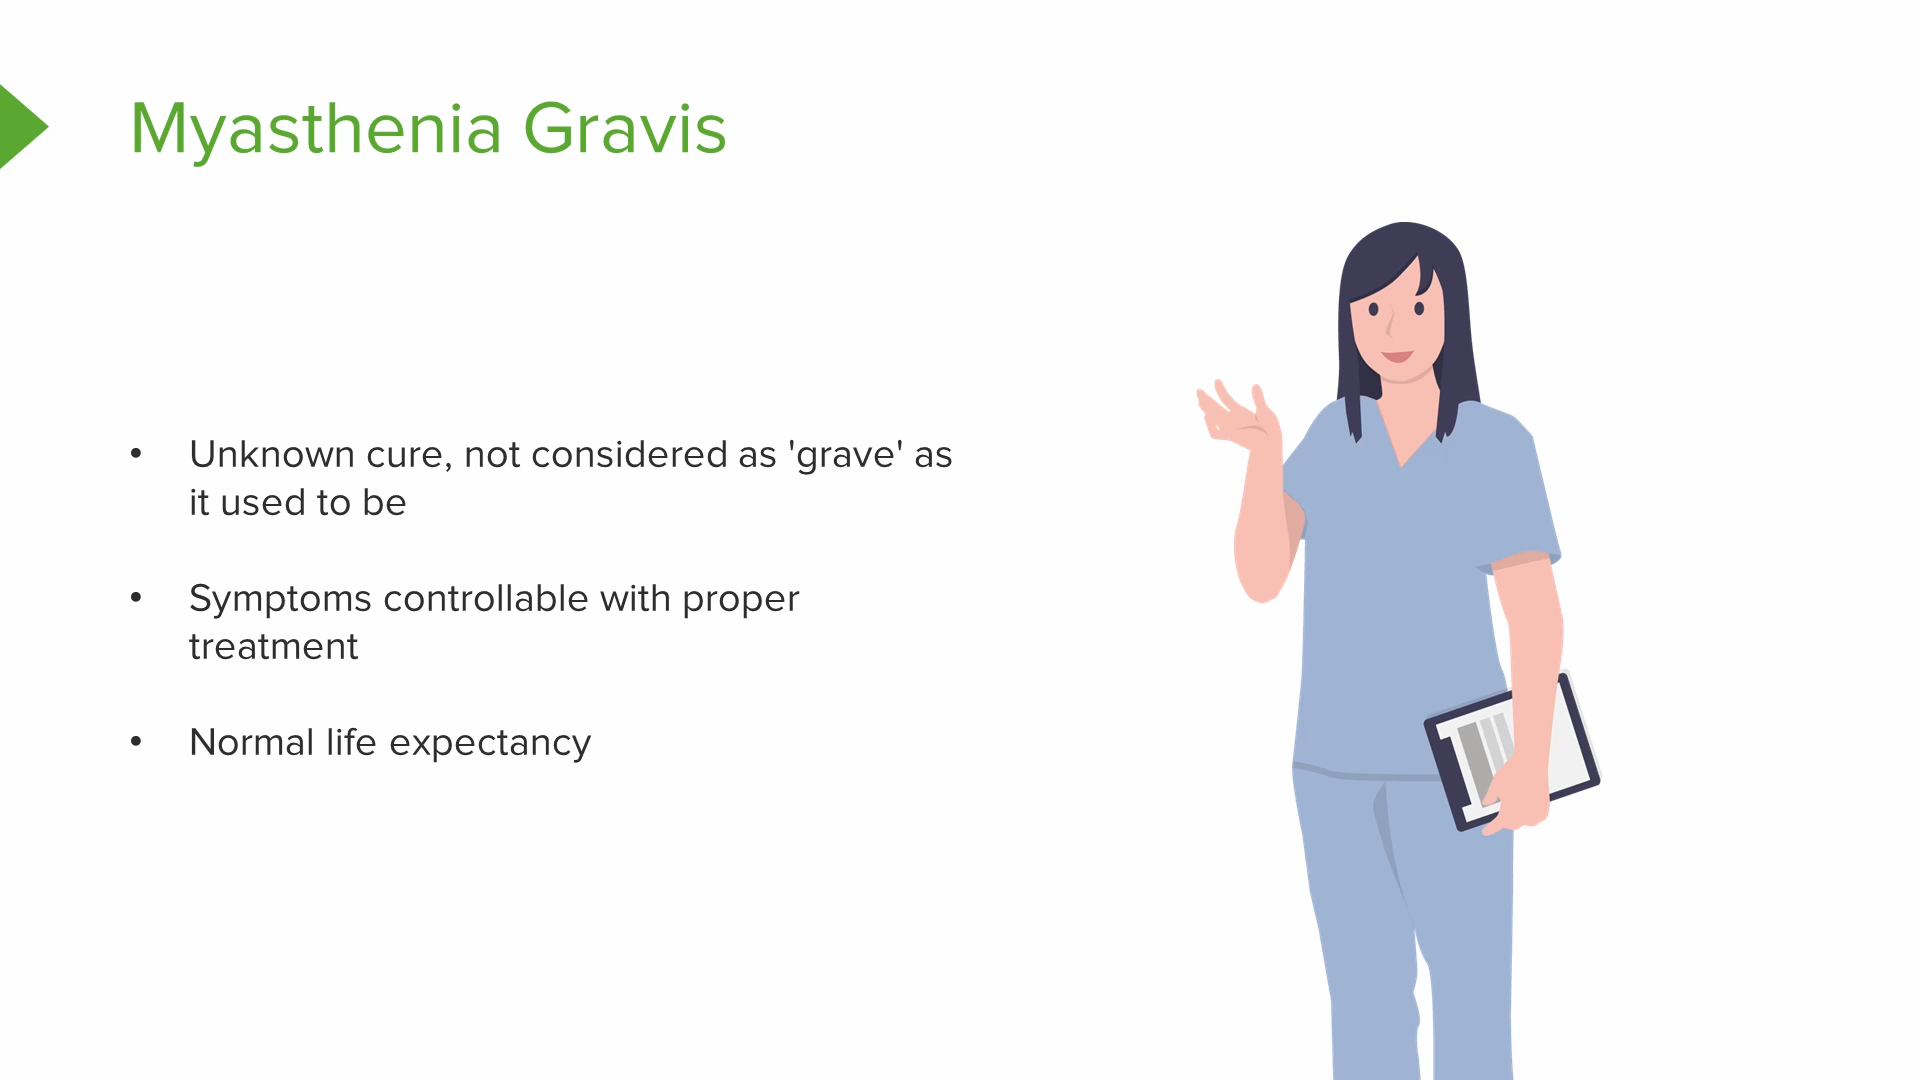 Myasthenia Gravis
• Unknown cure, not considered as 'grave' as
it used to be
• Symptoms controllable with proper
treatment
• Normal life expectancy